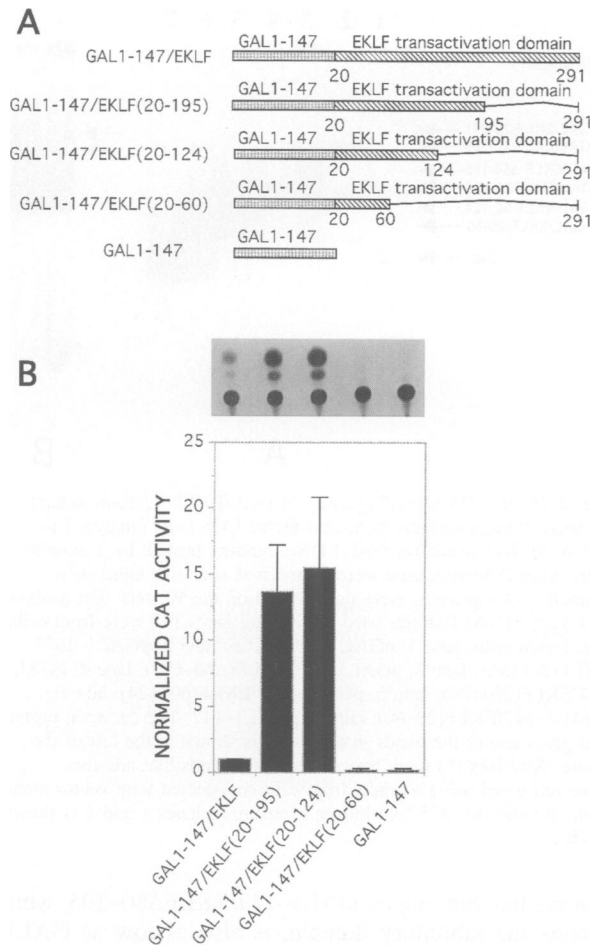 A
GAL1-147/EKLF
GAL1-147 EKLF transactivation domain
20 291
GAL1-147/EKLF(20-195)
GAL1-147 EKLF transactivation domain
20 195 291
GAL1-147/EKLF(20-124)
GAL1-147 EKLF transactivation domain
20 124 291
GAL1-147/EKLF(20-60)
GAL1-147 EKLF transactivation domain
20 60 291
GAL1-147
GAL1-147
B
NORMALIZED CAT ACTIVITY
25
20
15
10
5
0
GAL1-147/EKLF
GAL1-147/EKLF(20-195)
GAL1-147/EKLF(20-124)
GAL1-147/EKLF(20-60)
GAL1-147